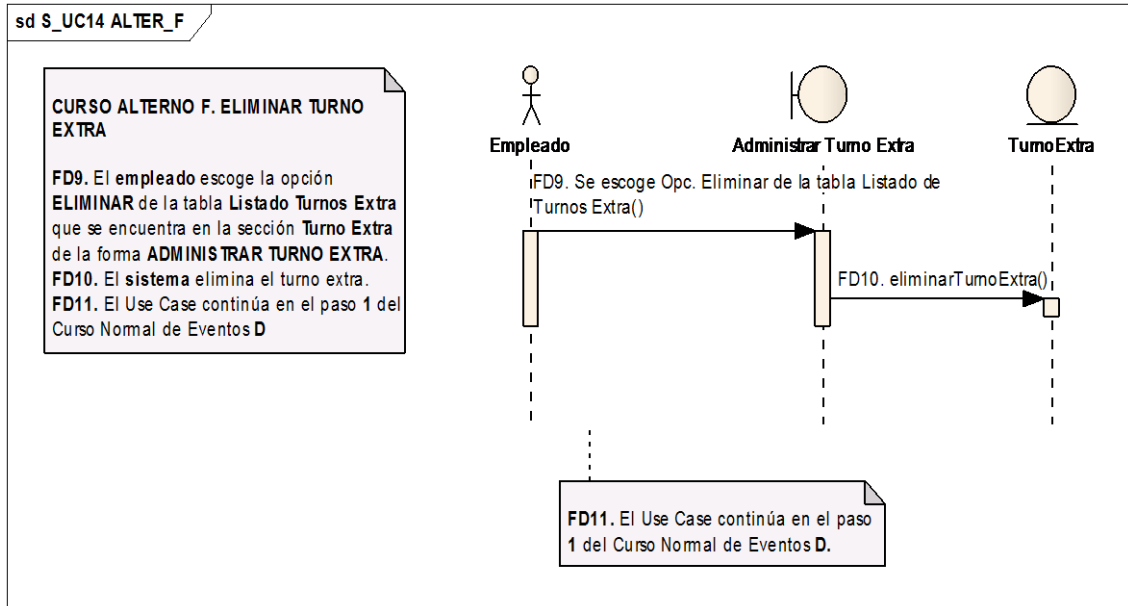 sd S_UC14 ALTER_F
CURSO ALTERNO F. ELIMINAR TURNO
EXTRA
FD9. El empleado escoge la opción
ELIMINAR de la tabla Listado Turnos Extra
que se encuentra en la sección Turno Extra
de la forma ADMINISTRAR TURNO EXTRA.
FD10. El sistema elimina el turno extra.
FD11. El Use Case continúa en el paso 1 del
Curso Normal de Eventos D
Empleado
Administrar Turno Extra
TurnoExtra
FD9. Se escoge Opc. Eliminar de la tabla Listado de
Turnos Extra()
FD10. eliminarTurnoExtra()
FD11. El Use Case continúa en el paso
1 del Curso Normal de Eventos D.